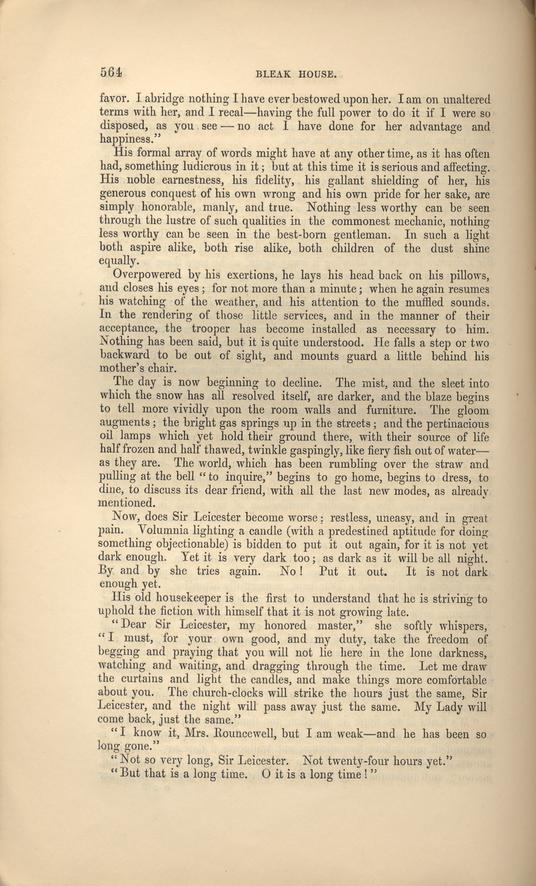 564 BLEAK HOUSE.
favor. I abridge nothing I have ever bestowed upon her. I am on unaltered
terms with her, and I recal—having the full power to do it if I were so
disposed, as you see — no act I have done for her advantage and
happiness.”
His formal array of words might have at any other time, as it has often
had, something ludicrous in it; but at this time it is serious and affecting.
His noble earnestness, his fidelity, his gallant shielding of her, his
generous conquest of his own wrong and his own pride for her sake, are
simply honorable, manly, and true. Nothing less worthy can be seen
through the lustre of such qualities in the commonest mechanic, nothing
less worthy can be seen in the best-born gentleman. In such a light
both aspire alike, both rise alike, both children of the dust shine
equally.
Overpowered by his exertions, he lays his head back on his pillows,
and closes his eyes; for not more than a minute; when he again resumes
his watching of the weather, and his attention to the muffled sounds.
In the rendering of those little services, and in the manner of their
acceptance, the trooper has become installed as necessary to him.
Nothing has been said, but it is quite understood. He falls a step or two
backward to be out of sight, and mounts guard a little behind his
mother’s chair.
The day is now beginning to decline. The mist, and the sleet into
which the snow has all resolved itself, are darker, and the blaze begins
to tell more vividly upon the room walls and furniture. The gloom
augments; the bright gas springs up in the streets; and the pertinacious
oil lamps which yet hold their ground there, with their source of life
half frozen and half thawed, twinkle gaspingly, like fiery fish out of water—
as they are. The world, which has been rumbling over the straw and
pulling at the bell “to inquire,” begins to go home, begins to dress, to
dine, to discuss its dear friend, with all the last new modes, as already
mentioned.
Now, does Sir Leicester become worse; restless, uneasy, and in great
pain. Volumnia lighting a candle (with a predestined aptitude for doing
something objectionable) is bidden to put it out again, for it is not yet
dark enough. Yet it is very dark too; as dark as it will be all night.
By and by she tries again. No! Put it out. It is not dark
enough yet.
His old housekeeper is the first to understand that he is striving to
uphold the fiction with himself that it is not growing late.
“Dear Sir Leicester, my honored master,” she softly whispers,
“I must, for your own good, and my duty, take the freedom of
begging and praying that you will not lie here in the lone darkness,
watching and waiting, and dragging through the time. Let me draw
the curtains and light the candles, and make things more comfortable
about you. The church-clocks will strike the hours just the same, Sir
Leicester, and the night will pass away just the same. My Lady will
come back, just the same.”
“I know it, Mrs. Rouncewell, but I am weak—and he has been so
long gone.”
“Not so very long, Sir Leicester. Not twenty-four hours yet.”
“But that is a long time. O it is a long time!”